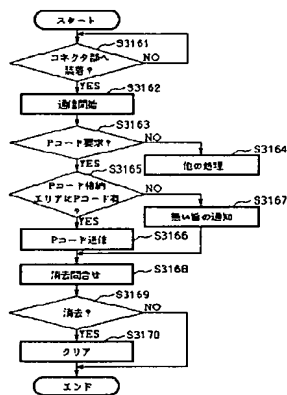 スタート
S3161
コネクタ部へ
装着?
NO
YES
S3162
通信開始
S3163
Pコード要求?
NO
YES
S3164
他の処理
S3165
Pコード格納
エリアにPコード有
?
NO
YES
S3167
無い旨の通知
S3166
Pコード送信
S3168
消去問合せ
S3169
消去?
NO
YES
S3170
クリア
エンド